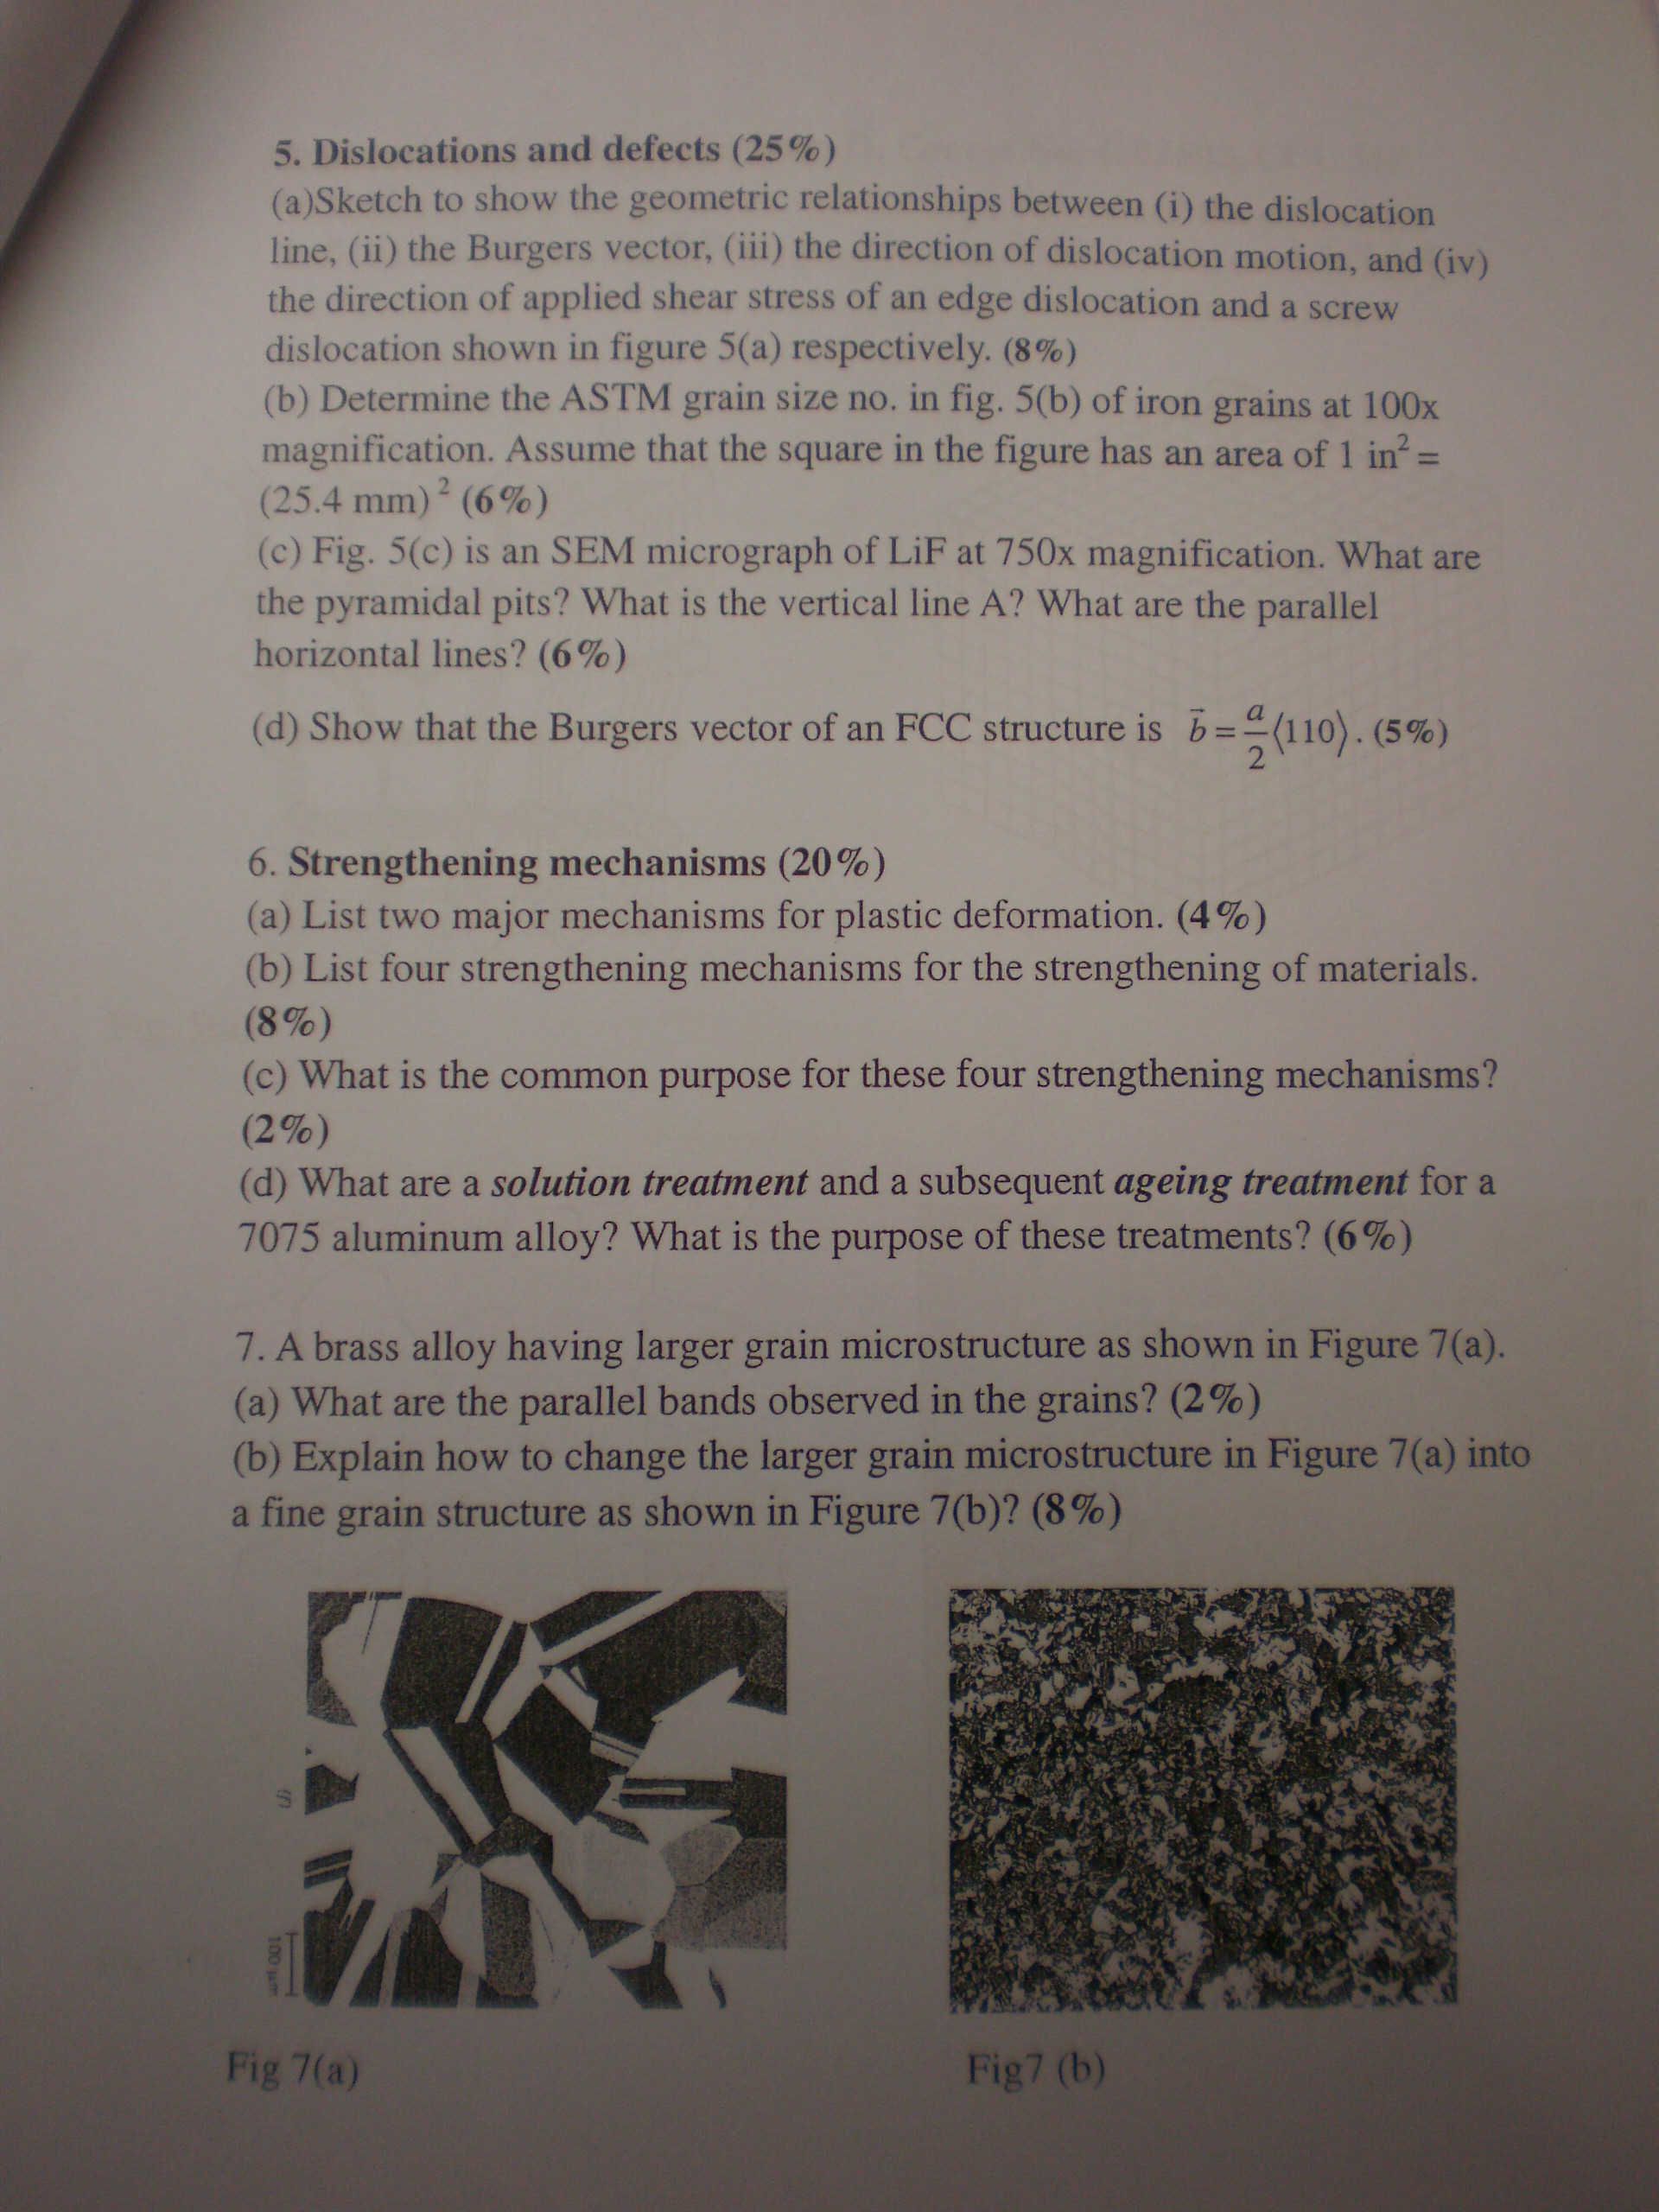 5. Dislocations and defects (25%)
(a)Sketch to show the geometric relationships between (i) the dislocation
line, (ii) the Burgers vector, (iii) the direction of dislocation motion, and (iv)
the direction of applied shear stress of an edge dislocation and a screw
dislocation shown in figure 5(a) respectively. (8%)
(b) Determine the ASTM grain size no. in fig. 5(b) of iron grains at 100x
magnification. Assume that the square in the figure has an area of 1 in² =
(25.4 mm) ² (6%)
(c) Fig. 5(c) is an SEM micrograph of LiF at 750x magnification. What are
the pyramidal pits? What is the vertical line A? What are the parallel
horizontal lines? (6%)
(d) Show that the Burgers vector of an FCC structure is b̄ = a/2 ⟨110⟩. (5%)
6. Strengthening mechanisms (20%)
(a) List two major mechanisms for plastic deformation. (4%)
(b) List four strengthening mechanisms for the strengthening of materials.
(8%)
(c) What is the common purpose for these four strengthening mechanisms?
(2%)
(d) What are a solution treatment and a subsequent ageing treatment for a
7075 aluminum alloy? What is the purpose of these treatments? (6%)
7. A brass alloy having larger grain microstructure as shown in Figure 7(a).
(a) What are the parallel bands observed in the grains? (2%)
(b) Explain how to change the larger grain microstructure in Figure 7(a) into
a fine grain structure as shown in Figure 7(b)? (8%)
100 μm
Fig 7(a)
Fig7 (b)